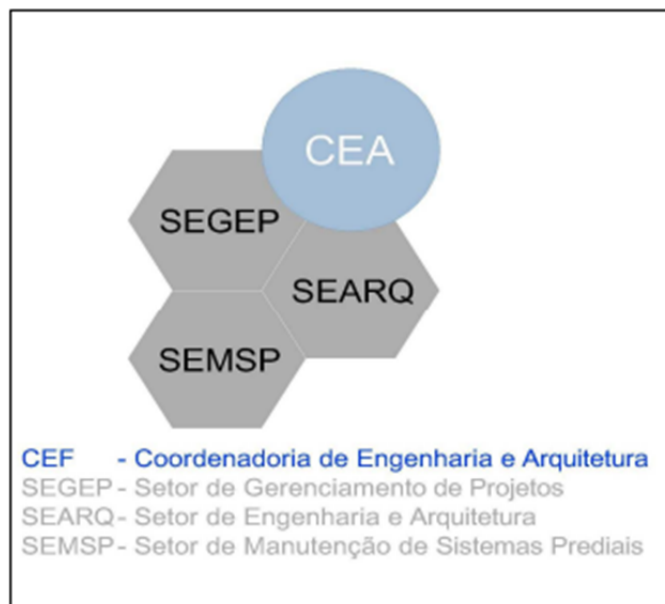 CEA
SEGEP
SEARQ
SEMSP
CEF - Coordenadoria de Engenharia e Arquitetura
SEGEP - Setor de Gerenciamento de Projetos
SEARQ - Setor de Engenharia e Arquitetura
SEMSP - Setor de Manutenção de Sistemas Prediais